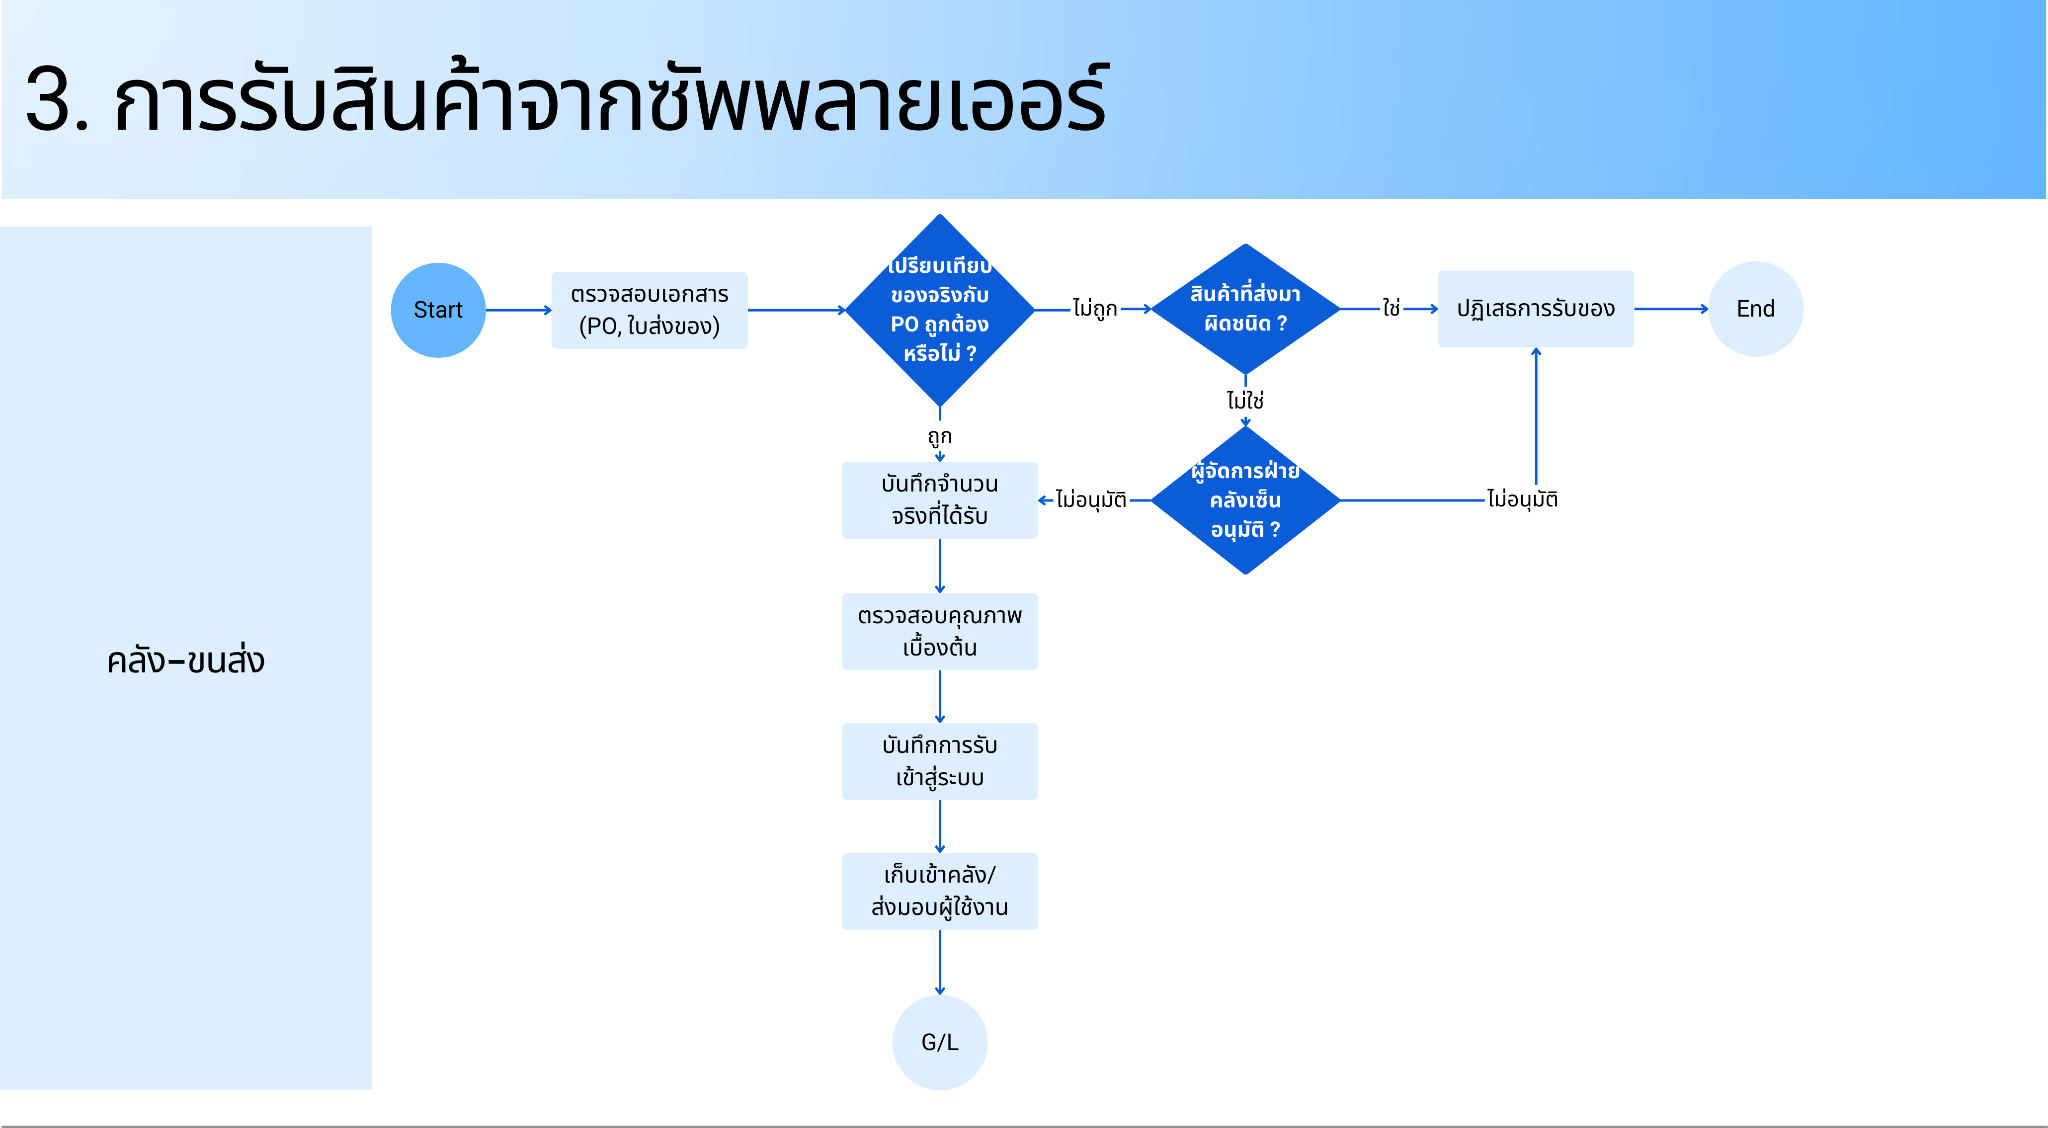 3. การรับสินค้าจากซัพพลายเออร์
คลัง-ขนส่ง
Start
ตรวจสอบเอกสาร
(PO, ใบส่งของ)
เปรียบเทียบ
ของจริงกับ
PO ถูกต้อง
หรือไม่ ?
ไม่ถูก
สินค้าที่ส่งมา
ผิดชนิด ?
ใช่
ปฏิเสธการรับของ
End
ไม่ใช่
ถูก
ผู้จัดการฝ่าย
คลังเซ็น
อนุมัติ ?
ไม่อนุมัติ
ไม่อนุมัติ
บันทึกจำนวน
จริงที่ได้รับ
ตรวจสอบคุณภาพ
เบื้องต้น
บันทึกการรับ
เข้าสู่ระบบ
เก็บเข้าคลัง/
ส่งมอบผู้ใช้งาน
G/L